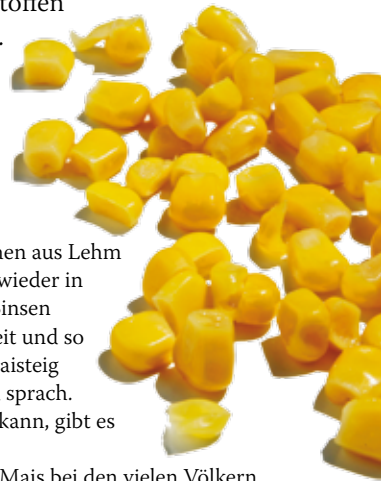 toffen
.
nen aus Lehm
wieder in
insen
eit und so
aisteig
sprach.
kann, gibt es
Mais bei den vielen Völkern